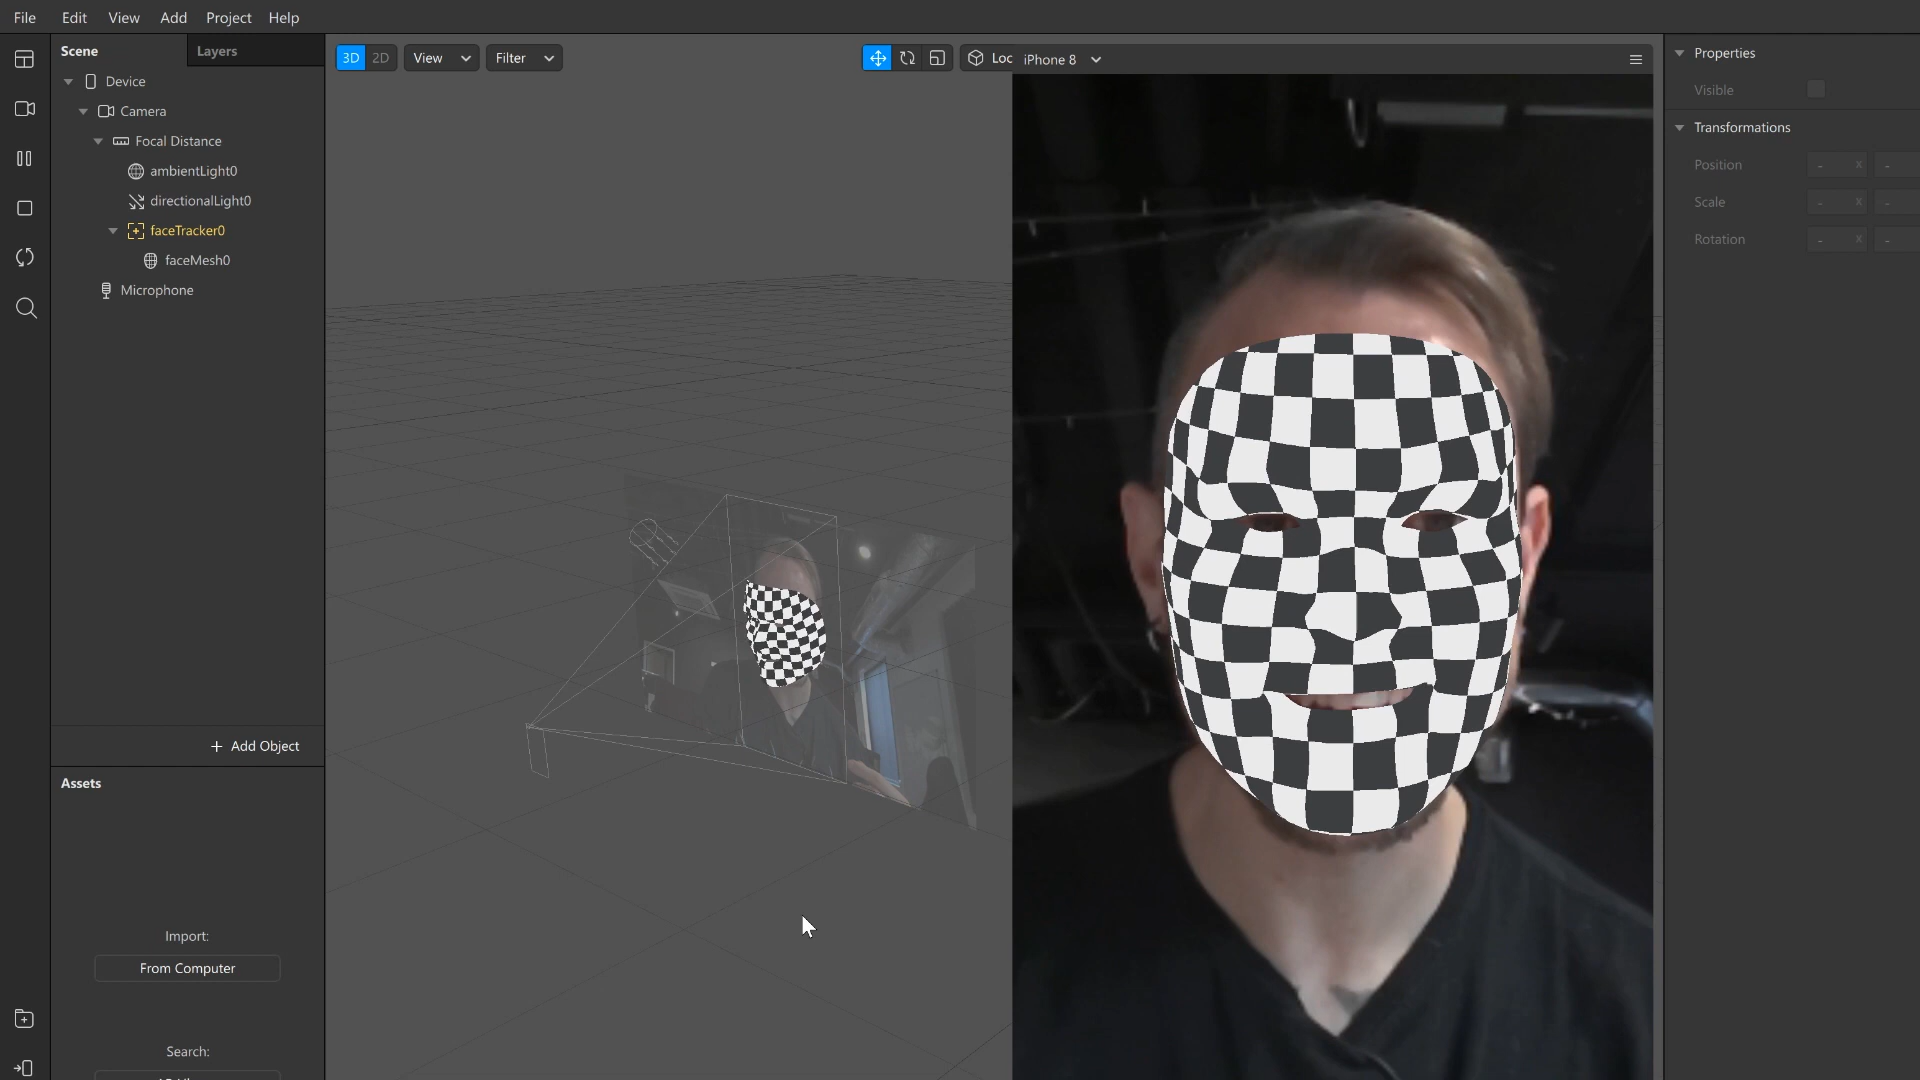 File Edit View Add Project Help
Scene Layers
Device
Camera
Focal Distance
ambientLight0
directionalLight0
faceTracker0
faceMesh0
Microphone
+ Add Object
Assets
Import:
From Computer
Search:
3D 2D View Filter
Loc iPhone 8
Properties
Visible
Transformations
Position - x -
Scale - x -
Rotation - x -